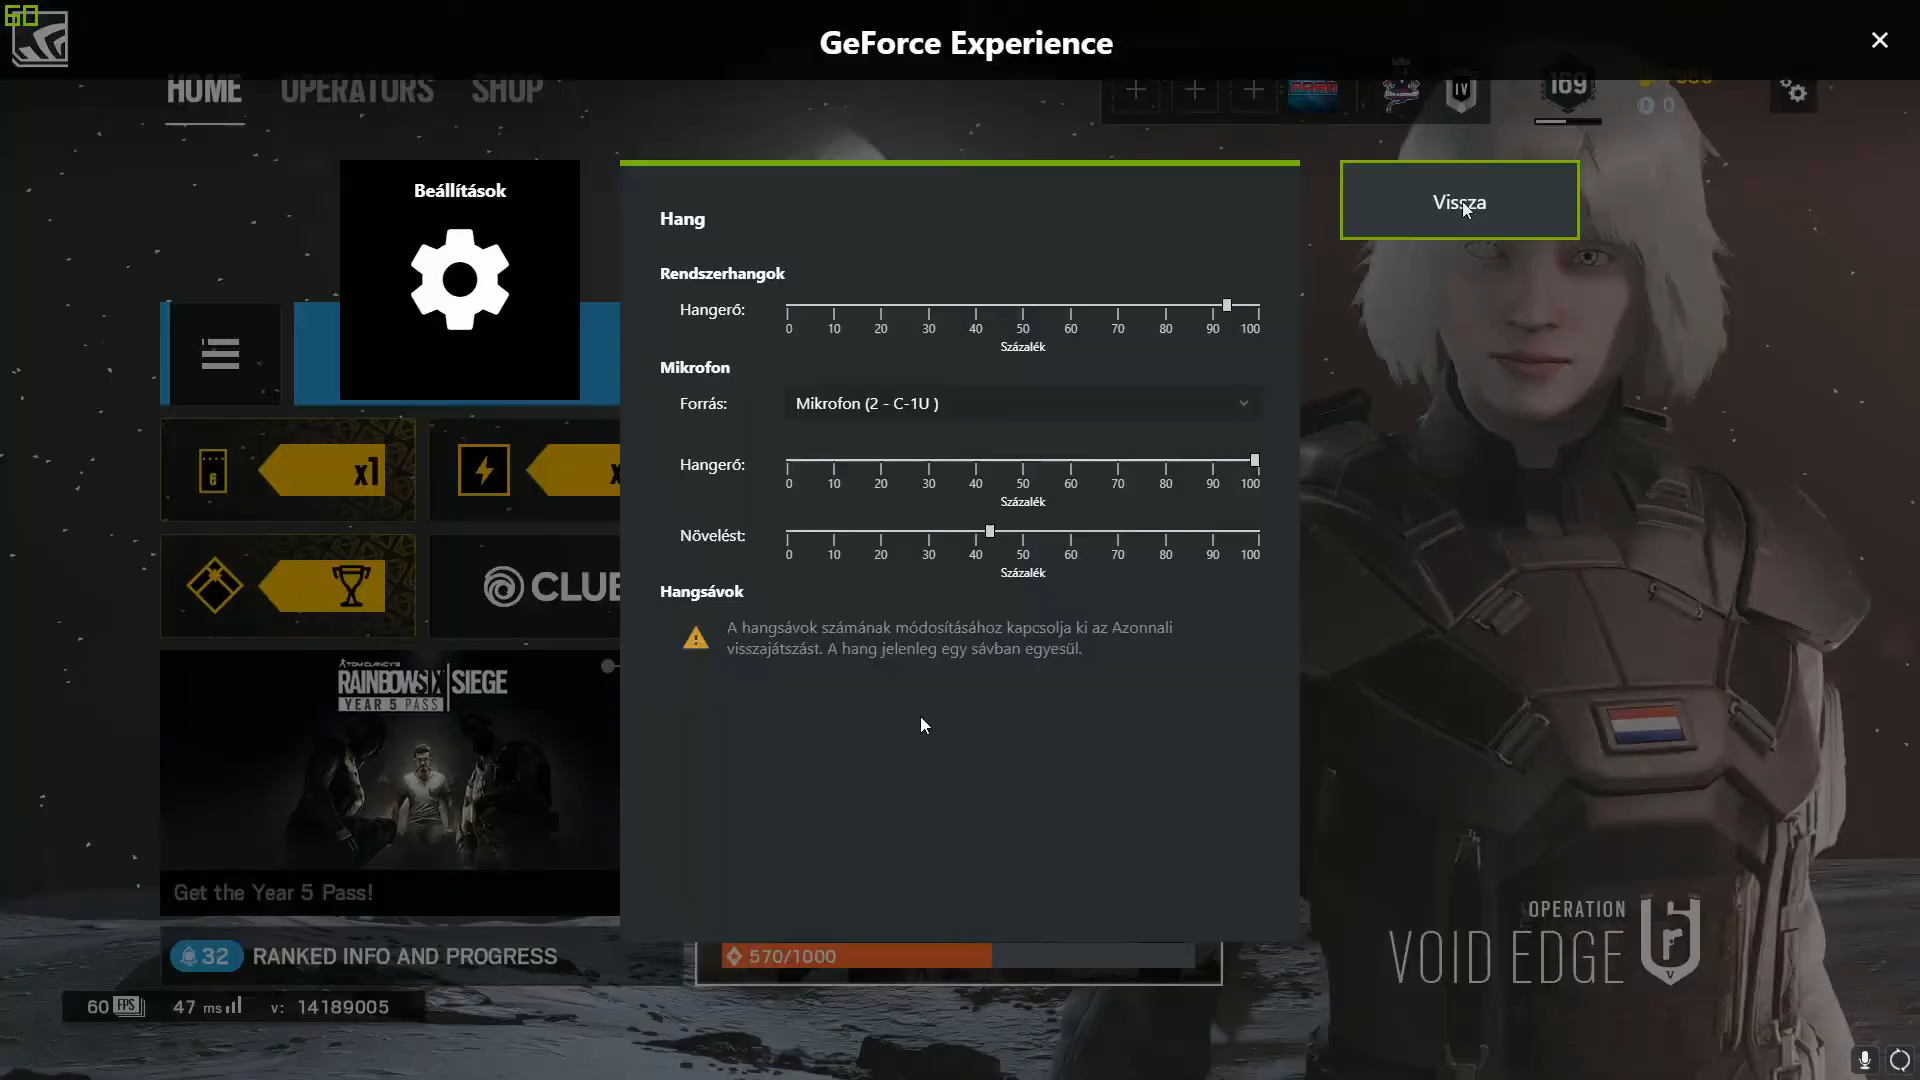 60
GeForce Experience
HOME OPERATORS SHOP
IV
169
0
Beállítások
Vissza
Hang
Rendszerhangok
Hangerő:
0 10 20 30 40 50 60 70 80 90 100
Százalék
Mikrofon
Forrás: Mikrofon (2 - C-1U )
Hangerő:
0 10 20 30 40 50 60 70 80 90 100
Százalék
Növelést:
0 10 20 30 40 50 60 70 80 90 100
Százalék
Hangsávok
A hangsávok számának módosításához kapcsolja ki az Azonnali
visszajátszást. A hang jelenleg egy sávban egyesül.
x1
x
CLUB
TOM CLANCY'S
RAINBOW SIX SIEGE
YEAR 5 PASS
Get the Year 5 Pass!
32 RANKED INFO AND PROGRESS
570/1000
OPERATION
VOID EDGE
V
60 FPS 47 ms v: 14189005